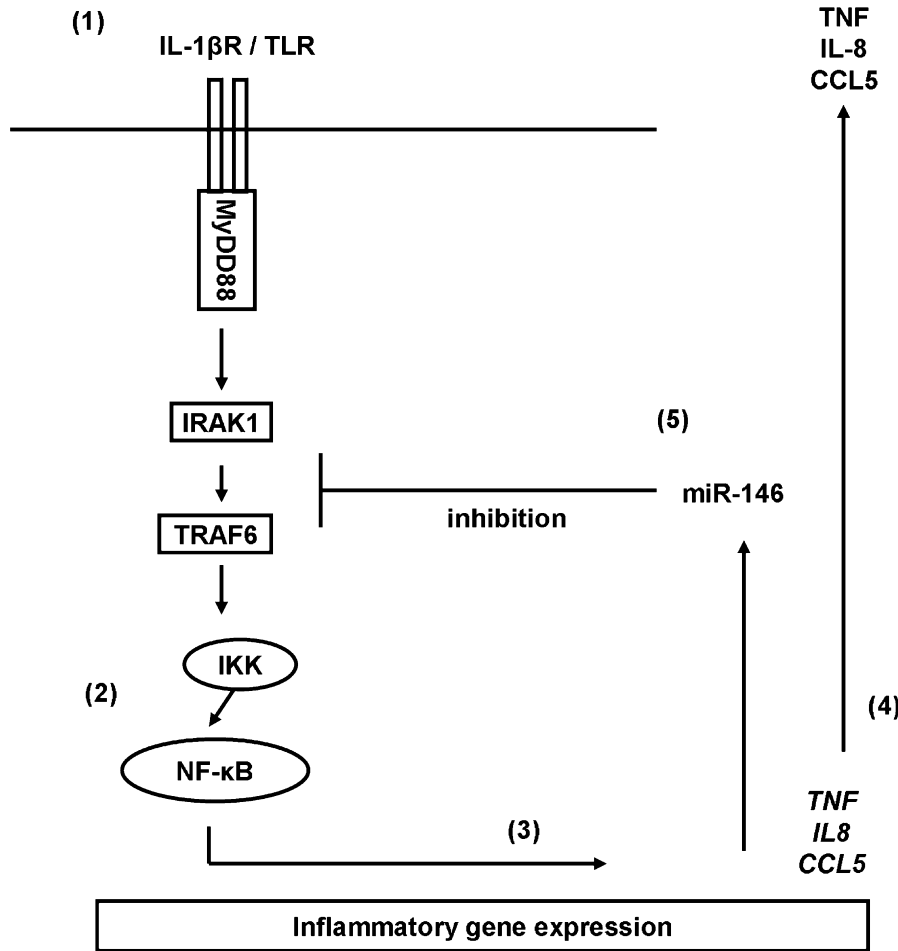 (1)
IL-1βR / TLR
TNF
IL-8
CCL5
MyDD88
IRAK1
(5)
miR-146
inhibition
TRAF6
IKK
(2)
(4)
NF-κB
TNF
IL8
CCL5
(3)
Inflammatory gene expression